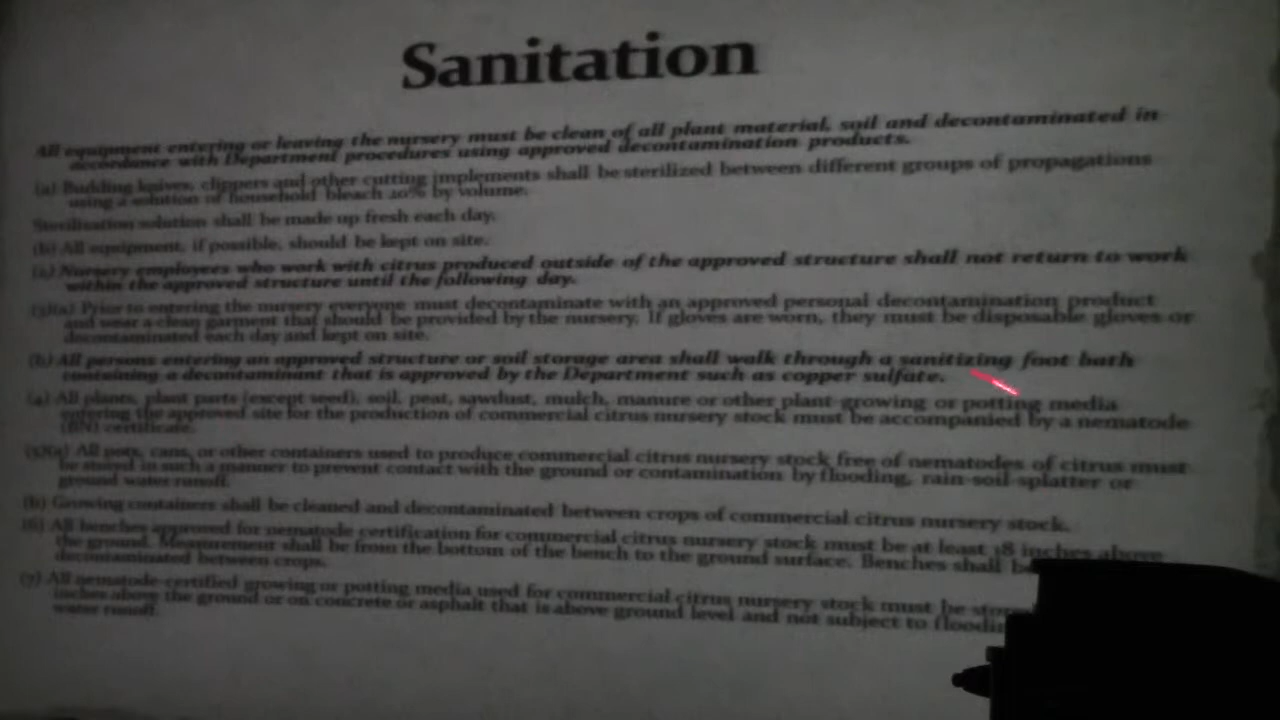 Sanitation
All equipment entering or leaving the nursery must be clean of all plant material, soil and decontaminated in
accordance with Department procedures using approved decontamination products.
(a) Budding knives, clippers and other cutting implements shall be sterilized between different groups of propagations
using a solution of household bleach 20% by volume.
Sterilisation solution shall be made up fresh each day.
(b) All equipment, if possible, should be kept on site.
Nursery employees who work with citrus produced outside of the approved structure shall not return to work
within the approved structure until the following day.
(3)(a) Prior to entering the nursery everyone must decontaminate with an approved personal decontamination product
and wear a clean garment that should be provided by the nursery. If gloves are worn, they must be disposable gloves or
decontaminated each day and kept on site.
(b) All persons entering an approved structure or soil storage area shall walk through a sanitizing foot bath
containing a decontaminant that is approved by the Department such as copper sulfate.
(4) All plants, plant parts (except seed), soil, peat, sawdust, mulch, manure or other plant growing or potting media
entering the approved site for the production of commercial citrus nursery stock must be accompanied by a nematode
(BN) certificate.
All pots, cans, or other containers used to produce commercial citrus nursery stock free of nematodes of citrus must
be stored in such a manner to prevent contact with the ground or contamination by flooding, rain-soil-splatter or
ground water runoff.
(b) Growing containers shall be cleaned and decontaminated between crops of commercial citrus nursery stock.
(6) All benches approved for nematode certification for commercial citrus nursery stock must be at least 18 inches above
the ground. Measurement shall be from the bottom of the bench to the ground surface. Benches shall be
decontaminated between crops.
(7) All nematode-certified growing or potting media used for commercial citrus nursery stock must be
inches above the ground or on concrete or asphalt that is above ground level and not subject to
water runoff.